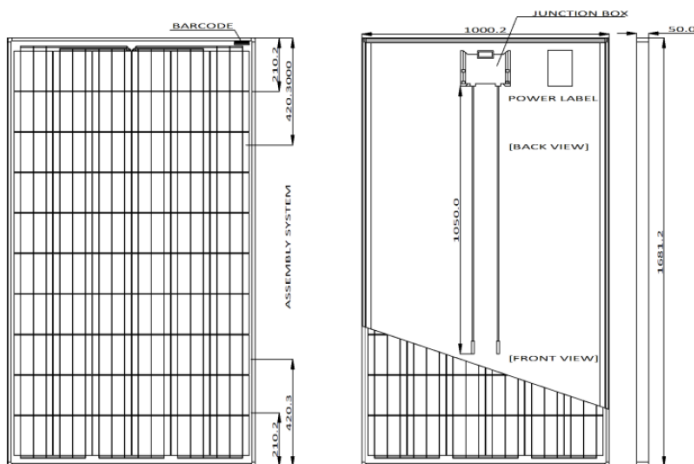 BARCODE
210.2
420.3000
ASSEMBLY SYSTEM
420.3
210.2
JUNCTION BOX
1000.2
50.0
POWER LABEL
[BACK VIEW]
1050.0
1681.2
[FRONT VIEW]